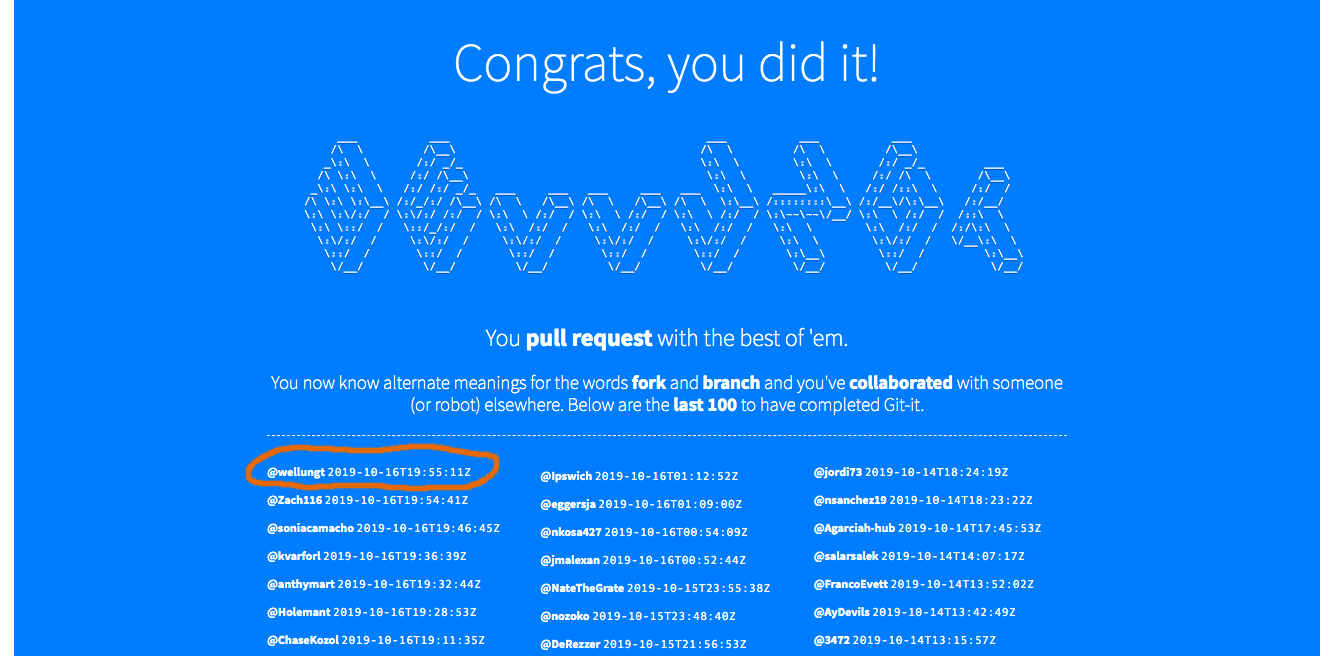 Congrats, you did it!
You pull request with the best of 'em.
You now know alternate meanings for the words fork and branch and you've collaborated with someone
(or robot) elsewhere. Below are the last 100 to have completed Git-it.
@wellungt 2019-10-16T19:55:11Z
@Zach116 2019-10-16T19:54:41Z
@soniacamacho 2019-10-16T19:46:45Z
@kvarforl 2019-10-16T19:36:39Z
@anthymart 2019-10-16T19:32:44Z
@Holemant 2019-10-16T19:28:53Z
@ChaseKozol 2019-10-16T19:11:35Z
@Ipswich 2019-10-16T01:12:52Z
@eggersja 2019-10-16T01:09:00Z
@nkosa427 2019-10-16T00:54:09Z
@jmalexan 2019-10-16T00:52:44Z
@NateTheGrate 2019-10-15T23:55:38Z
@nozoko 2019-10-15T23:48:40Z
@DeRezzer 2019-10-15T21:56:53Z
@jordi73 2019-10-14T18:24:19Z
@nsanchez19 2019-10-14T18:23:22Z
@Agarciah-hub 2019-10-14T17:45:53Z
@salarsalek 2019-10-14T14:07:17Z
@FrancoEvett 2019-10-14T13:52:02Z
@AyDevils 2019-10-14T13:42:49Z
@3472 2019-10-14T13:15:57Z